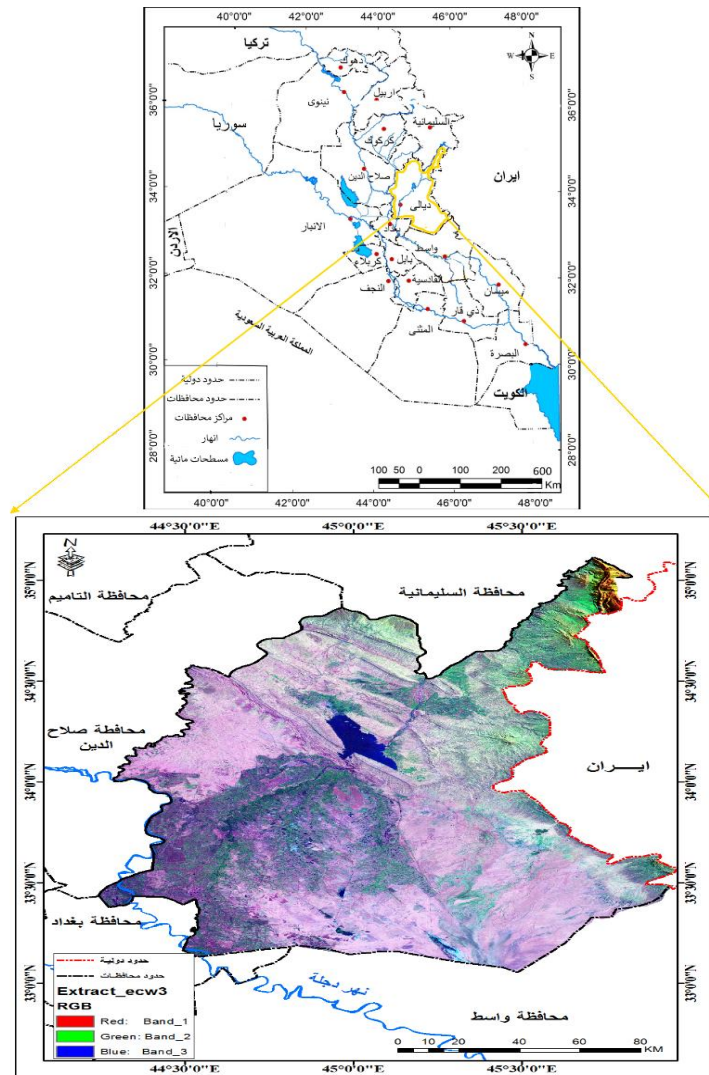 40°0'0" 42°0'0" 44°0'0" 46°0'0" 48°0'0"
تركيا
N
W E
S
دهوك
36°0'0" 36°0'0"
نينوى
اربيل
سوريا
السليمانية
كركوك
ايران
صلاح الدين
34°0'0" 34°0'0"
ديالى
الانبار
بغداد
الاردن
واسط
كربلاء
بابل
32°0'0" 32°0'0"
النجف
القادسية
ميسان
ذي قار
المثنى
المملكة العربية السعودية
البصرة
30°0'0" 30°0'0"
الكويت
حدود دولية
حدود محافظات
مراكز محافظات
انهار
مسطحات مائية
28°0'0" 28°0'0"
100 50 0 100 200 600
Km
40°0'0" 42°0'0" 44°0'0" 46°0'0" 48°0'0"
44°30'0"E 45°0'0"E 45°30'0"E
N
محافظة التاميم
محافظة السليمانية
35°0'0"N 35°0'0"N
34°30'0"N 34°30'0"N
محافظة صلاح
الدين
ايـــران
34°0'0"N 34°0'0"N
33°30'0"N 33°30'0"N
محافظة بغداد
حدود دولية
حدود محافظات
Extract_ecw3
RGB
Red: Band_1
Green: Band_2
Blue: Band_3
نهر دجلة
33°0'0"N 33°0'0"N
محافظة واسط
0 10 20 40 60 80
KM
44°30'0"E 45°0'0"E 45°30'0"E